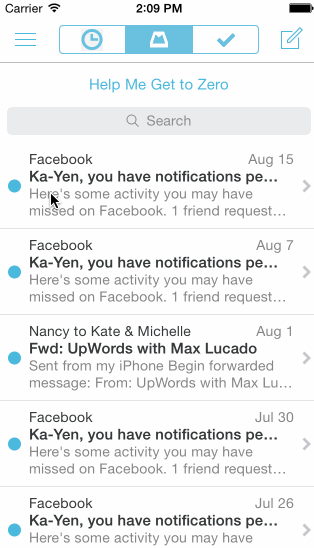 Carrier 2:09 PM
Help Me Get to Zero
Search
Facebook Aug 15
Ka-Yen, you have notifications pe...
Here's some activity you may have
missed on Facebook. 1 friend request...
Facebook Aug 7
Ka-Yen, you have notifications pe...
Here's some activity you may have
missed on Facebook. 1 friend request...
Nancy to Kate & Michelle Aug 1
Fwd: UpWords with Max Lucado
Sent from my iPhone Begin forwarded
message: From: UpWords with Max Lu...
Facebook Jul 30
Ka-Yen, you have notifications pe...
Here's some activity you may have
missed on Facebook. 1 friend request...
Facebook Jul 26
Ka-Yen, you have notifications pe...
Here's some activity you may have